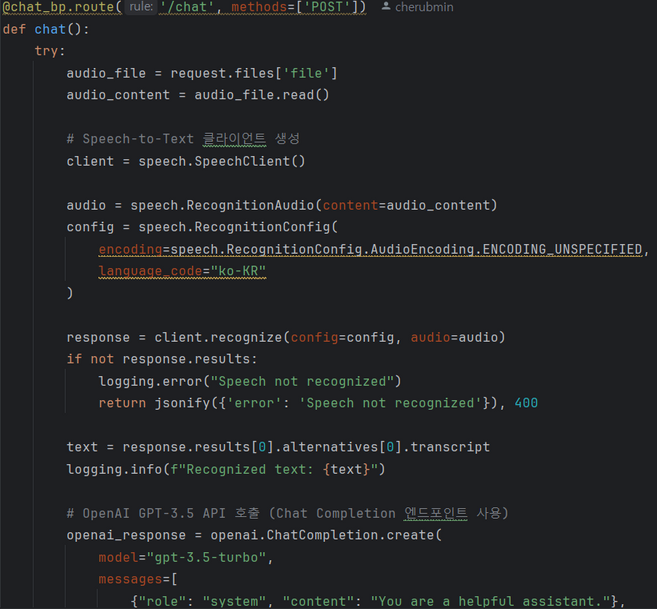 @chat_bp.route( rule: '/chat', methods=['POST']) cherubmin
def chat():
    try:
        audio_file = request.files['file']
        audio_content = audio_file.read()

        # Speech-to-Text 클라이언트 생성
        client = speech.SpeechClient()

        audio = speech.RecognitionAudio(content=audio_content)
        config = speech.RecognitionConfig(
            encoding=speech.RecognitionConfig.AudioEncoding.ENCODING_UNSPECIFIED,
            language_code="ko-KR"
        )

        response = client.recognize(config=config, audio=audio)
        if not response.results:
            logging.error("Speech not recognized")
            return jsonify({'error': 'Speech not recognized'}), 400

        text = response.results[0].alternatives[0].transcript
        logging.info(f"Recognized text: {text}")

        # OpenAI GPT-3.5 API 호출 (Chat Completion 엔드포인트 사용)
        openai_response = openai.ChatCompletion.create(
            model="gpt-3.5-turbo",
            messages=[
                {"role": "system", "content": "You are a helpful assistant."},